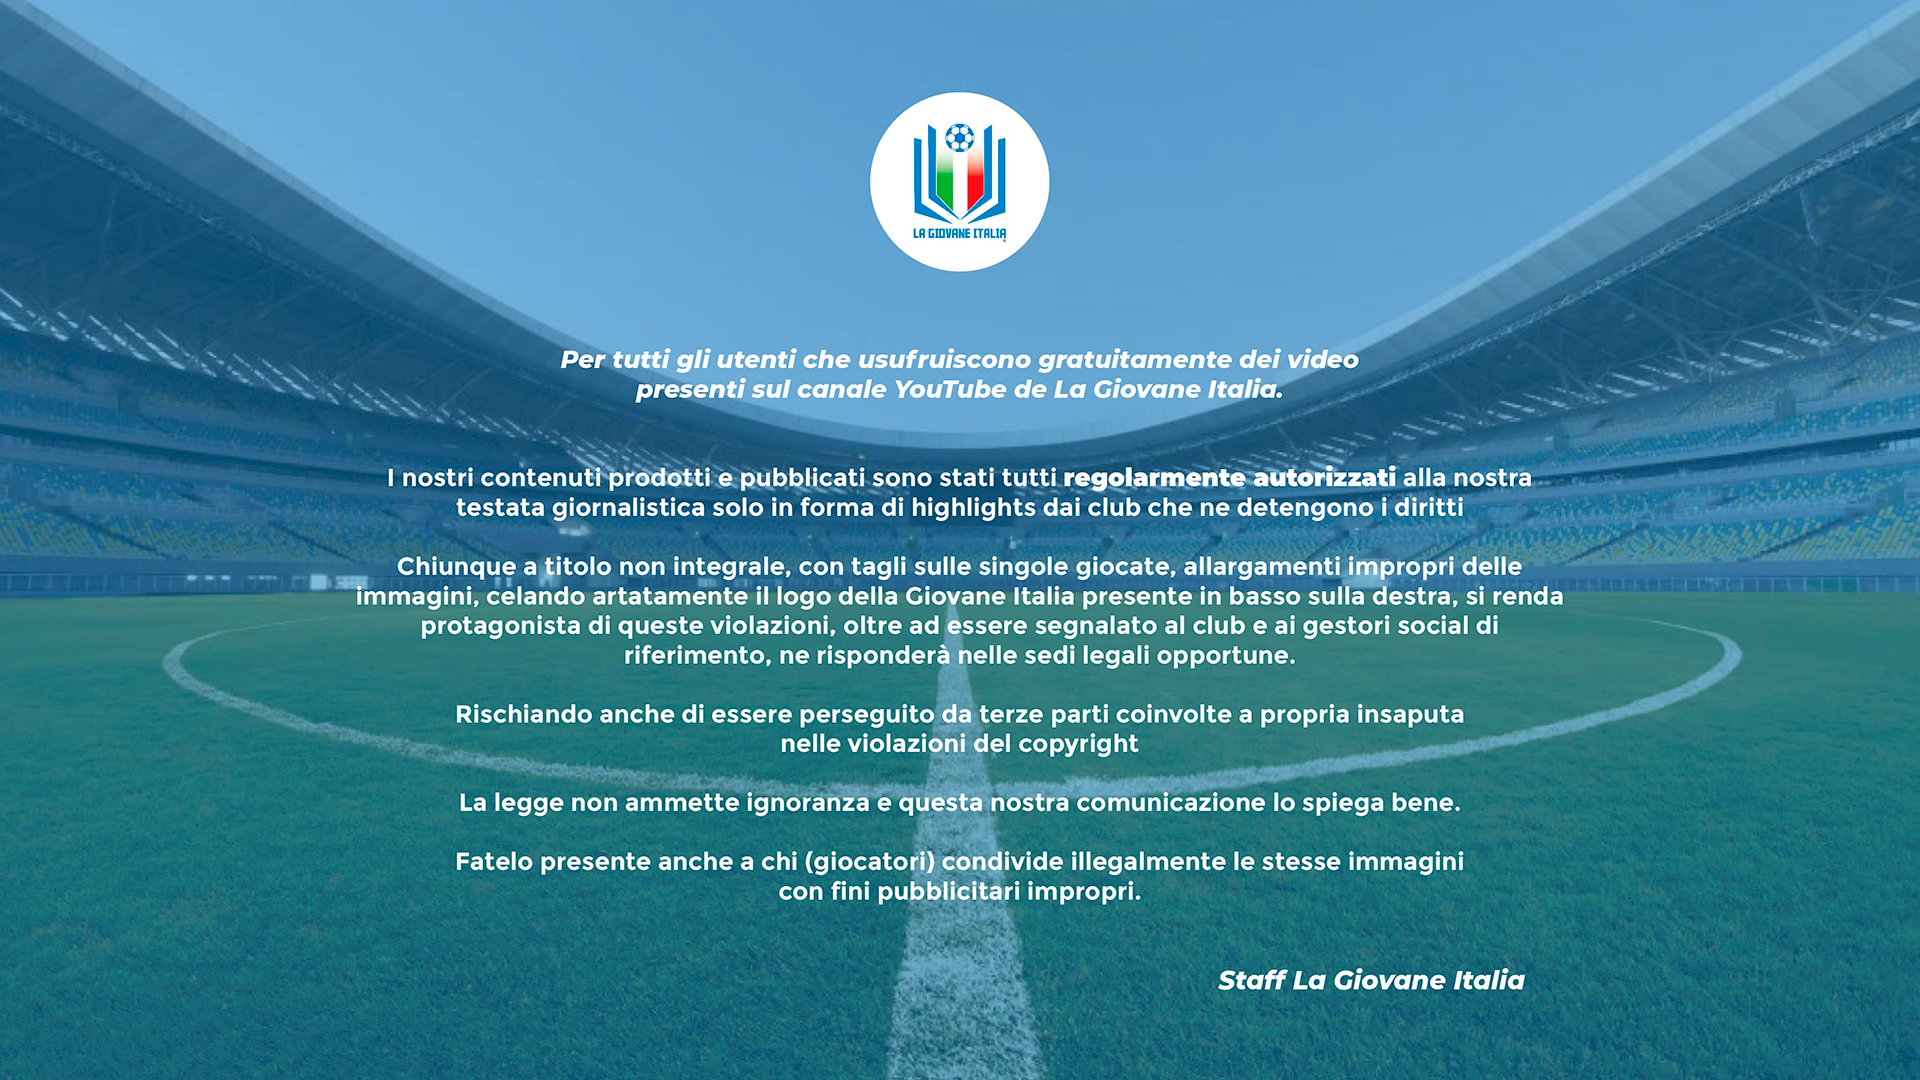 LA GIOVANE ITALIA
Per tutti gli utenti che usufruiscono gratuitamente dei video
presenti sul canale YouTube de La Giovane Italia.
I nostri contenuti prodotti e pubblicati sono stati tutti regolarmente autorizzati alla nostra
testata giornalistica solo in forma di highlights dai club che ne detengono i diritti
Chiunque a titolo non integrale, con tagli sulle singole giocate, allargamenti impropri delle
immagini, celando artatamente il logo della Giovane Italia presente in basso sulla destra, si renda
protagonista di queste violazioni, oltre ad essere segnalato al club e ai gestori social di
riferimento, ne risponderà nelle sedi legali opportune.
Rischiando anche di essere perseguito da terze parti coinvolte a propria insaputa
nelle violazioni del copyright
La legge non ammette ignoranza e questa nostra comunicazione lo spiega bene.
Fatelo presente anche a chi (giocatori) condivide illegalmente le stesse immagini
con fini pubblicitari impropri.
Staff La Giovane Italia